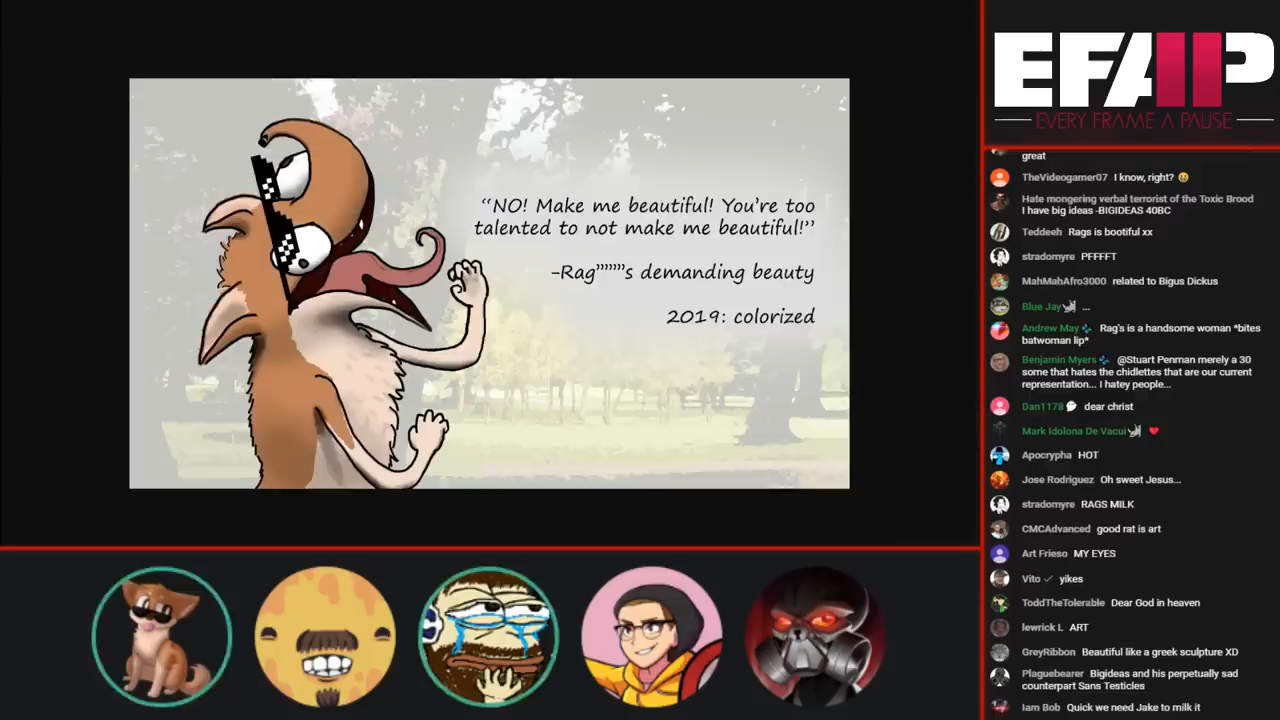 “NO! Make me beautiful! You’re too
talented to not make me beautiful!”
-Rag”””’s demanding beauty
2019: colorized
EFAP
EVERY FRAME A PAUSE
great
TheVideogamer07 I know, right?
Hate mongering verbal terrorist of the Toxic Brood
I have big ideas -BIGIDEAS 40BC
Teddeeh Rags is bootiful xx
stradomyre PFFFFT
MahMahAfro3000 related to Bigus Dickus
Blue Jay ...
Andrew May Rag's is a handsome woman *bites
batwoman lip*
Benjamin Myers @Stuart Penman merely a 30
some that hates the chidlettes that are our current
representation... I hatey people...
Dan1178 dear christ
Mark Idolona De Vacui
Apocrypha HOT
Jose Rodriguez Oh sweet Jesus...
stradomyre RAGS MILK
CMCAdvanced good rat is art
Art Frieso MY EYES
Vito yikes
ToddTheTolerable Dear God in heaven
lewrick L ART
GreyRibbon Beautiful like a greek sculpture XD
Plaguebearer Bigideas and his perpetually sad
counterpart Sans Testicles
Iam Bob Quick we need Jake to milk it